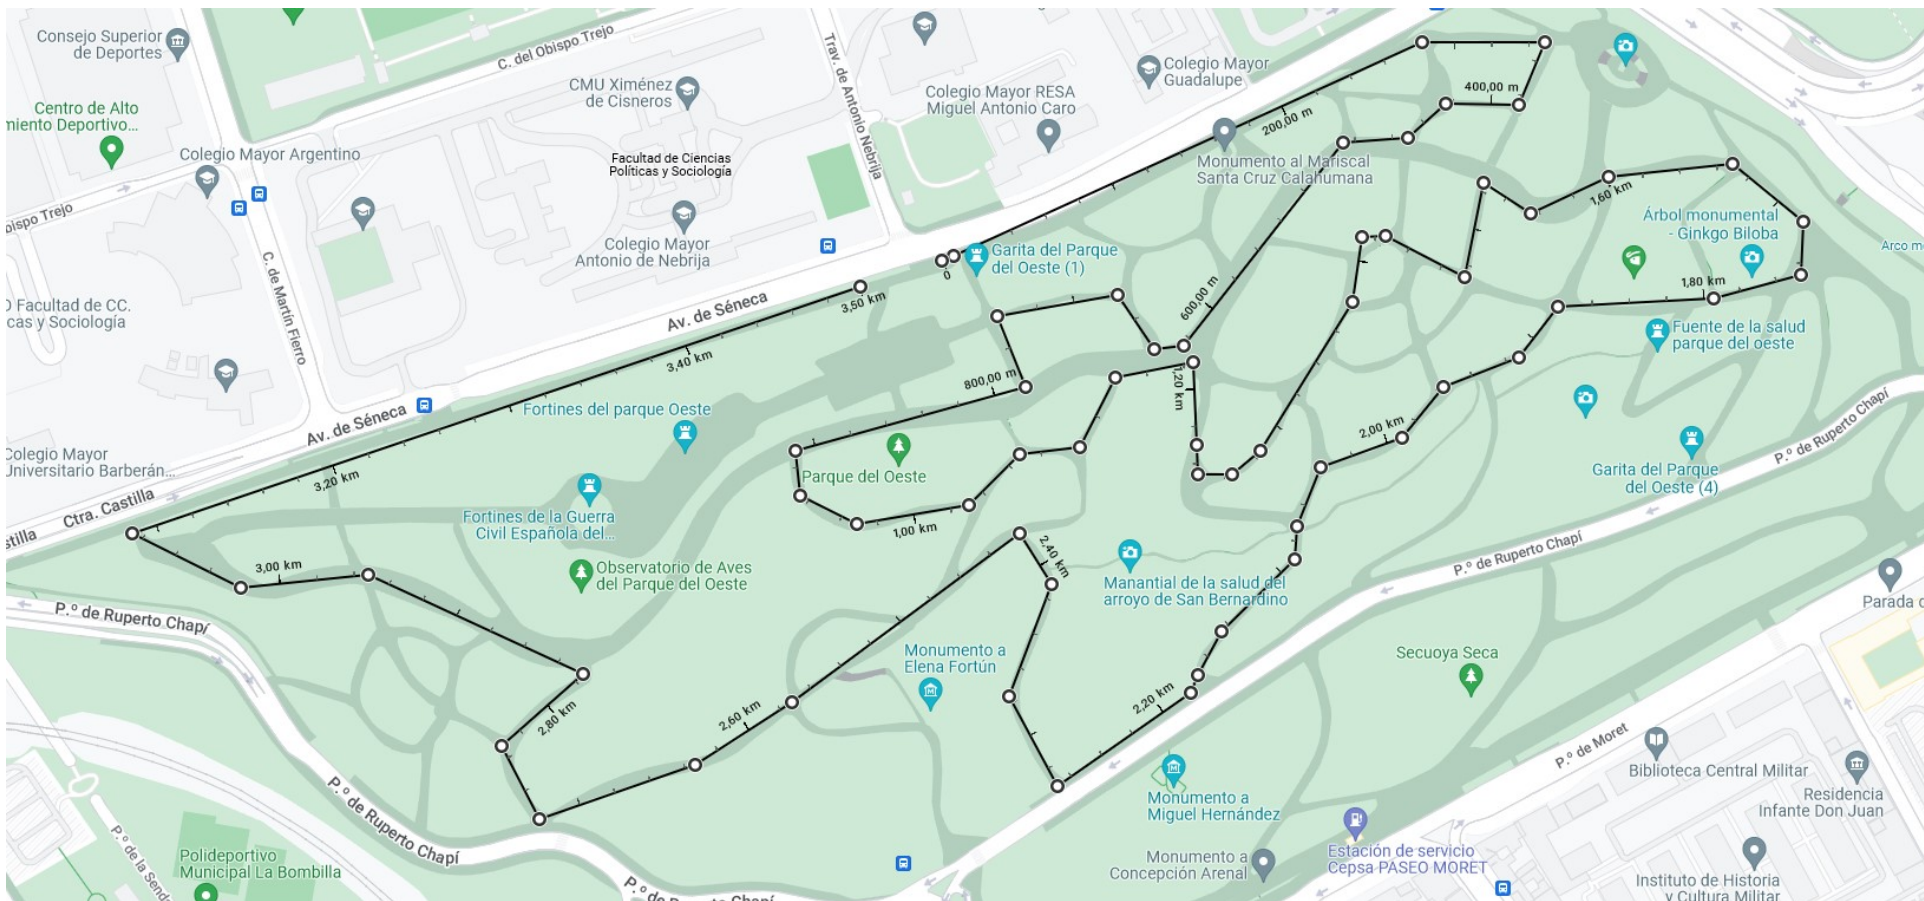 Consejo Superior
de Deportes
C. del Obispo Trejo
Trav. de Antonio Nebrija
CMU Ximénez
de Cisneros
Colegio Mayor
Guadalupe
Colegio Mayor RESA
Miguel Antonio Caro
400,00 m
Centro de Alto
miento Deportivo...
200,00 m
Colegio Mayor Argentino
Facultad de Ciencias
Políticas y Sociología
Monumento al Mariscal
Santa Cruz Calahumana
bispo Trejo
1,60 km
Árbol monumental
- Ginkgo Biloba
Colegio Mayor
Antonio de Nebrija
Garita del Parque
del Oeste (1)
0
Arco m
C. de Martín Fierro
O Facultad de CC.
cas y Sociología
Av. de Séneca
3,50 km
600,00 m
1,80 km
Fuente de la salud
parque del oeste
3,40 km
800,00 m
1,20 km
Fortines del parque Oeste
Av. de Séneca
2,00 km
P.º de Ruperto Chapí
Colegio Mayor
Universitario Barberán...
3,20 km
Parque del Oeste
Garita del Parque
del Oeste (4)
Ctra. Castilla
stilla
Fortines de la Guerra
Civil Española del...
1,00 km
P.º de Ruperto Chapí
3,00 km
Observatorio de Aves
del Parque del Oeste
2,40 km
Manantial de la salud del
arroyo de San Bernardino
Parada
P.º de Ruperto Chapí
Monumento a
Elena Fortún
Secuoya Seca
2,80 km
2,60 km
2,20 km
P.º de Moret
Biblioteca Central Militar
Monumento a
Miguel Hernández
Residencia
Infante Don Juan
P.º de Ruperto Chapí
P.º de la Send
Polideportivo
Municipal La Bombilla
Monumento a
Concepción Arenal
Estación de servicio
Cepsa PASEO MORET
Instituto de Historia
y Cultura Militar
P.º de Ruperto Chapí